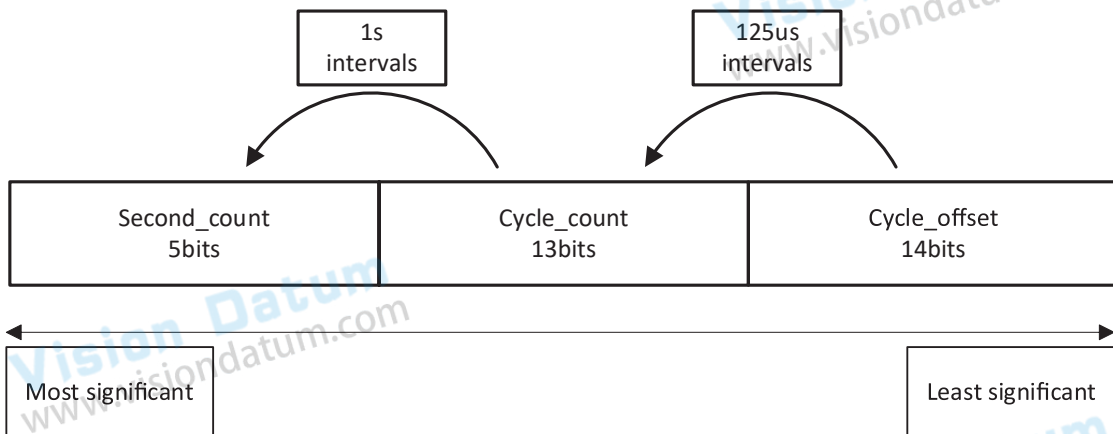 Vision
www.visiondatum
1s
intervals
125us
intervals
Second_count
5bits
Cycle_count
13bits
Cycle_offset
14bits
Vision Datum
www.visiondatum.com
Most significant
Least significant